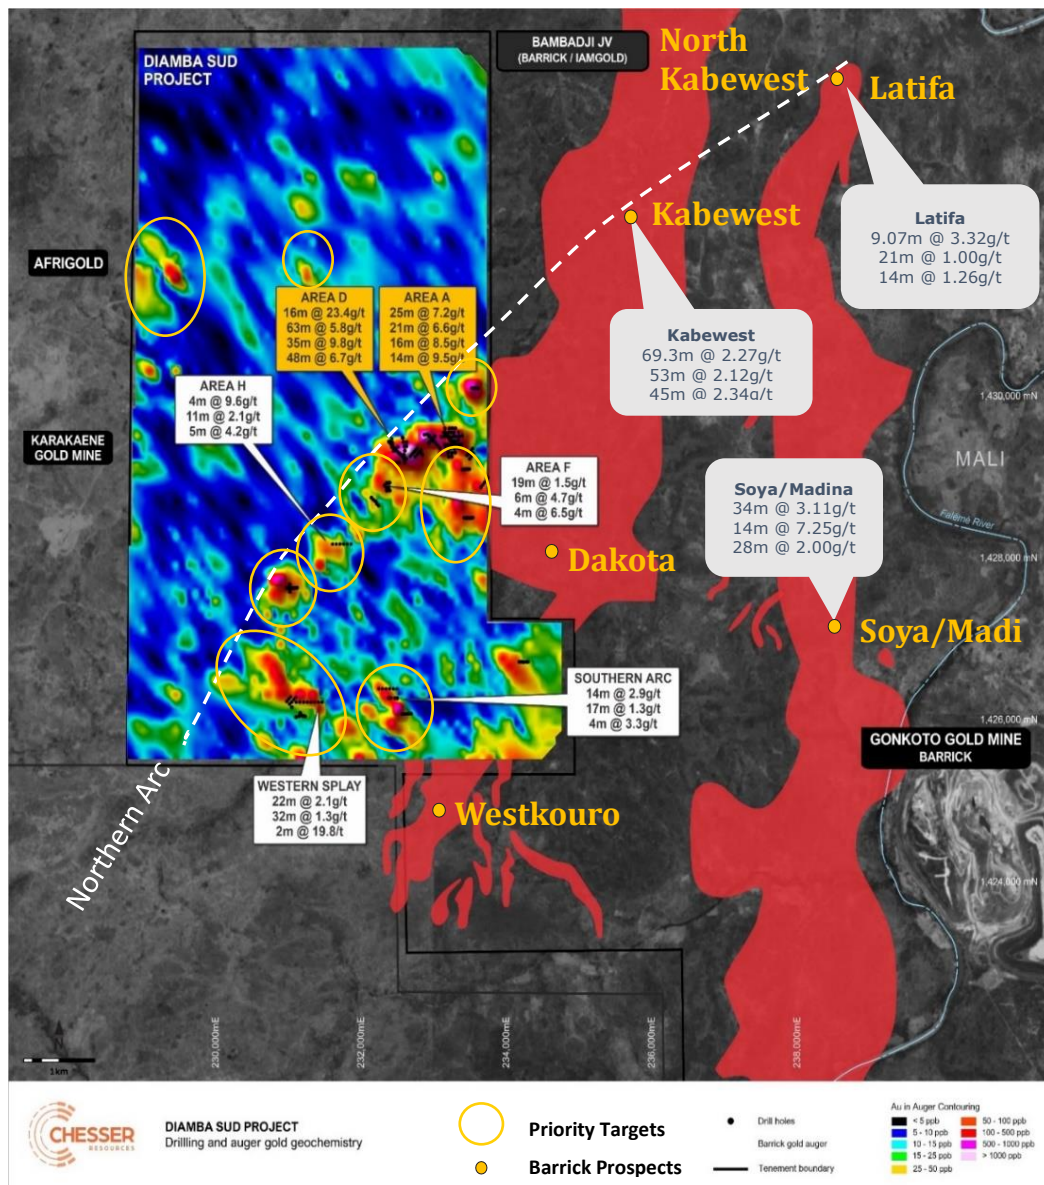 DIAMBA SUD
PROJECT
BAMBADJI JV
(BARRICK / IAMGOLD)
North
Kabewest
Latifa
Kabewest
Latifa
9.07m @ 3.32g/t
21m @ 1.00g/t
14m @ 1.26g/t
AFRIGOLD
AREA D
16m @ 23.4g/t
63m @ 5.8g/t
35m @ 9.8g/t
48m @ 6.7g/t
AREA A
25m @ 7.2g/t
21m @ 6.6g/t
16m @ 8.5g/t
14m @ 9.5g/t
Kabewest
69.3m @ 2.27g/t
53m @ 2.12g/t
45m @ 2.34g/t
AREA H
4m @ 9.6g/t
11m @ 2.1g/t
5m @ 4.2g/t
1,430,000 mN
KARAKAENE
GOLD MINE
MALI
AREA F
19m @ 1.5g/t
6m @ 4.7g/t
4m @ 6.5g/t
Soya/Madina
34m @ 3.11g/t
14m @ 7.25g/t
28m @ 2.00g/t
Falémé River
1,428,000 mN
Dakota
Soya/Madi
SOUTHERN ARC
14m @ 2.9g/t
17m @ 1.3g/t
4m @ 3.3g/t
1,426,000 mN
GONKOTO GOLD MINE
BARRICK
WESTERN SPLAY
22m @ 2.1g/t
32m @ 1.3g/t
2m @ 19.8/t
Westkouro
Northern Arc
1,424,000 mN
230,000mE
232,000mE
234,000mE
236,000mE
238,000mE
N
1km
CHESSER
RESOURCES
DIAMBA SUD PROJECT
Drillling and auger gold geochemistry
Priority Targets
Barrick Prospects
Drill holes
Barrick gold auger
Tenement boundary
Au in Auger Contouring
< 5 ppb
5 - 10 ppb
10 - 15 ppb
15 - 25 ppb
25 - 50 ppb
50 - 100 ppb
100 - 500 ppb
500 - 1000 ppb
> 1000 ppb